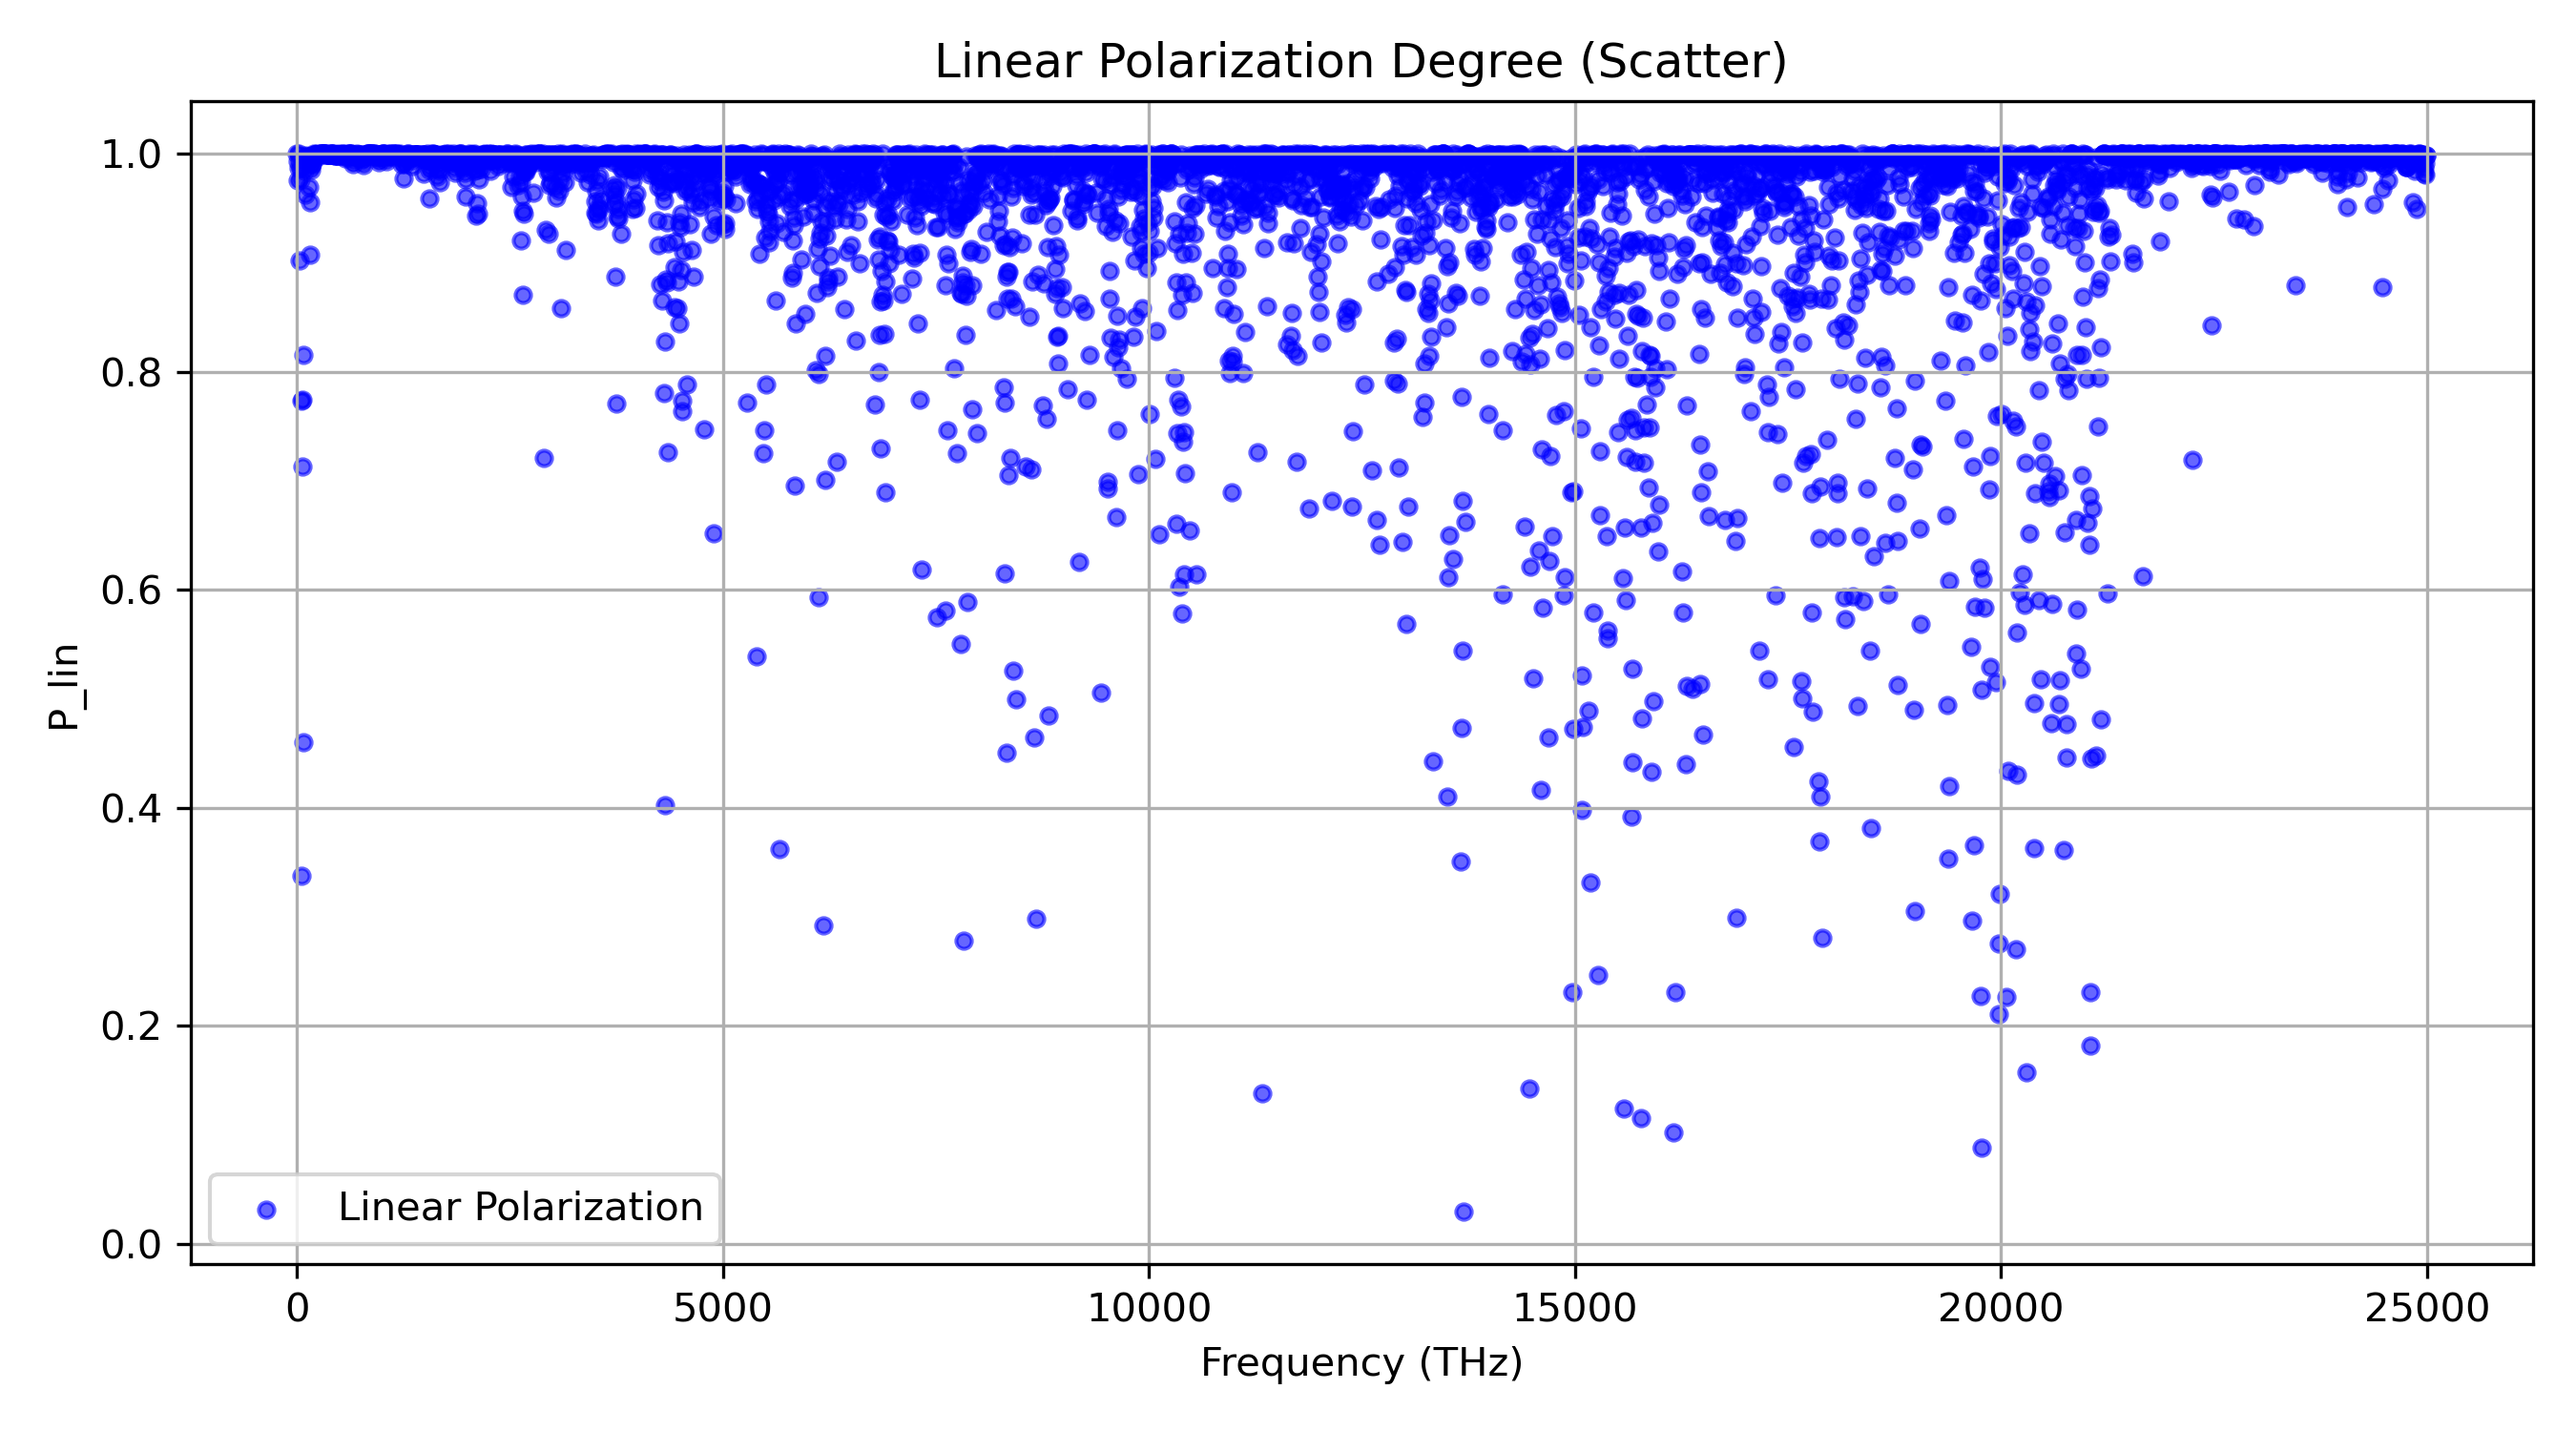 Linear Polarization Degree (Scatter)
1.0
0.8
0.6
0.4
0.2
0.0
P_lin
Linear Polarization
0 5000 10000 15000 20000 25000
Frequency (THz)